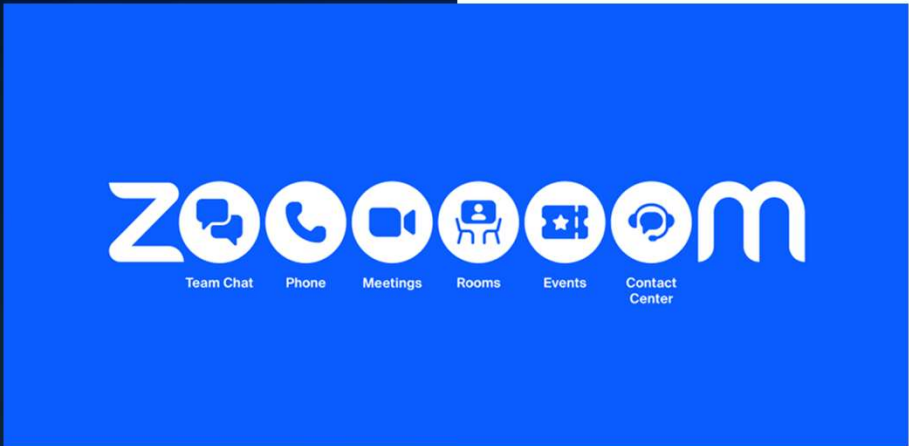 zoooooom
Team Chat
Phone
Meetings
Rooms
Events
Contact
Center